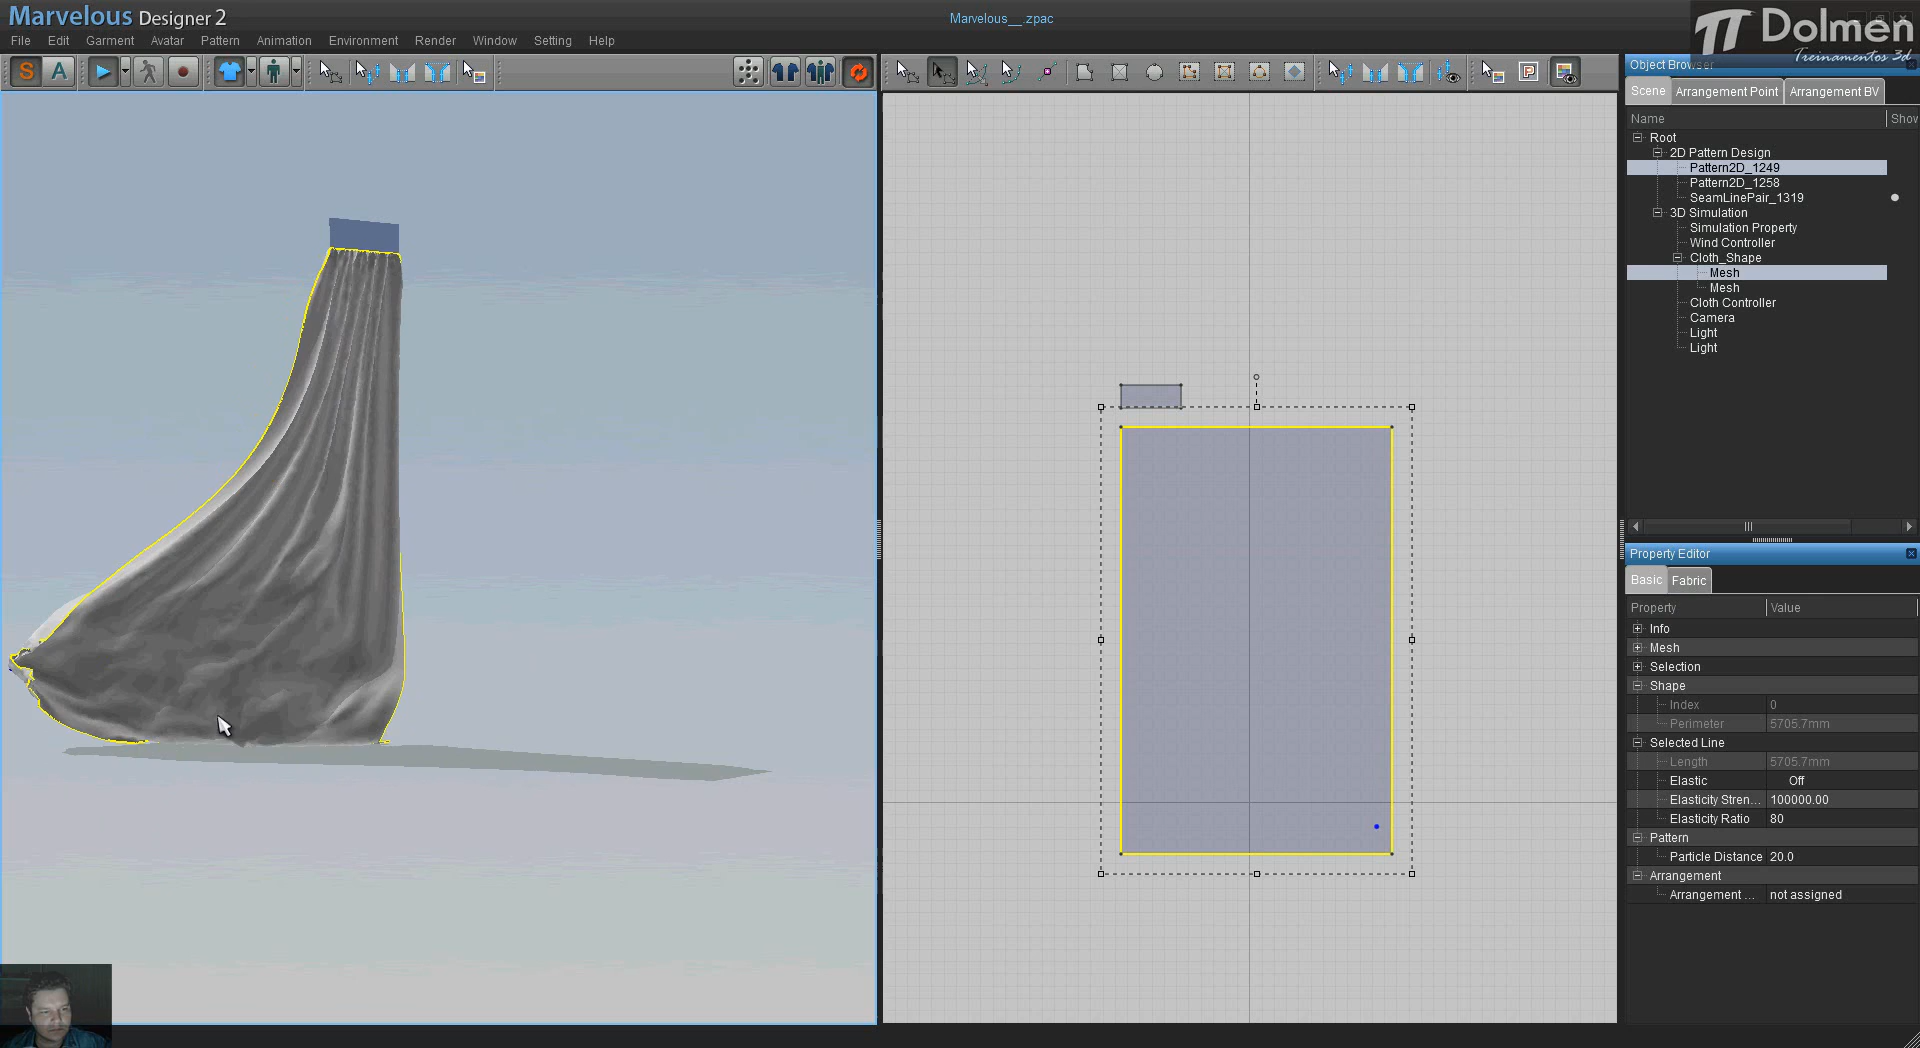 Marvelous Designer 2
Marvelous__.zpac
Dolmen
Treinamentos 3d
File Edit Garment Avatar Pattern Animation Environment Render Window Setting Help
S A
P
Object Browser
Scene Arrangement Point Arrangement BV
Name Show
Root
2D Pattern Design
Pattern2D_1249
Pattern2D_1258
SeamLinePair_1319
3D Simulation
Simulation Property
Wind Controller
Cloth_Shape
Mesh
Mesh
Cloth Controller
Camera
Light
Light
Property Editor
Basic Fabric
Property Value
Info
Mesh
Selection
Shape
Index 0
Perimeter 5705.7mm
Selected Line
Length 5705.7mm
Elastic Off
Elasticity Stren... 100000.00
Elasticity Ratio 80
Pattern
Particle Distance 20.0
Arrangement
Arrangement ... not assigned